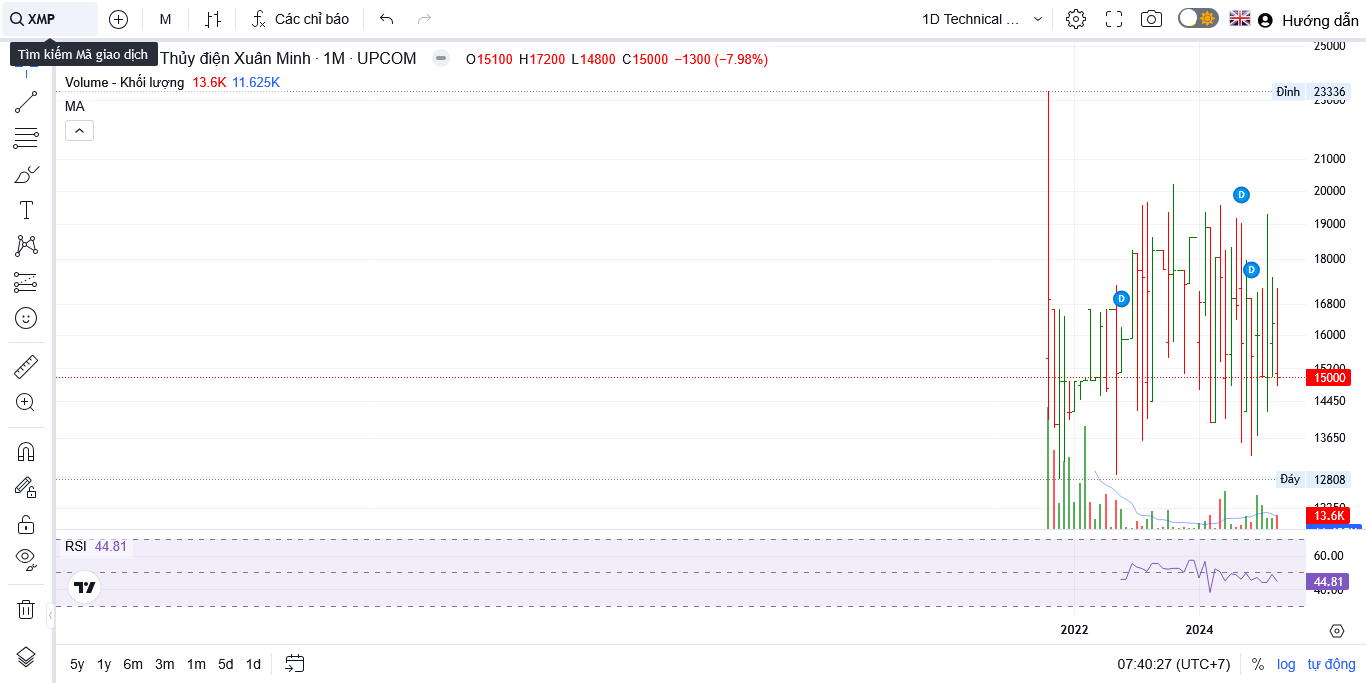 XMP M Các chỉ báo 1D Technical ... Hướng dẫn
Tìm kiếm Mã giao dịch
Thủy điện Xuân Minh · 1M · UPCOM O15100 H17200 L14800 C15000 −1300 (−7.98%)
Volume - Khối lượng 13.6K 11.625K
MA
25000
Đỉnh 23336
23000
21000
D
20000
19000
18000
D
D
16800
16000
15200
15000
14450
13650
Đáy 12808
12250
13.6K
RSI 44.81
60.00
44.81
40.00
2022 2024
5y 1y 6m 3m 1m 5d 1d 07:40:27 (UTC+7) % log tự động